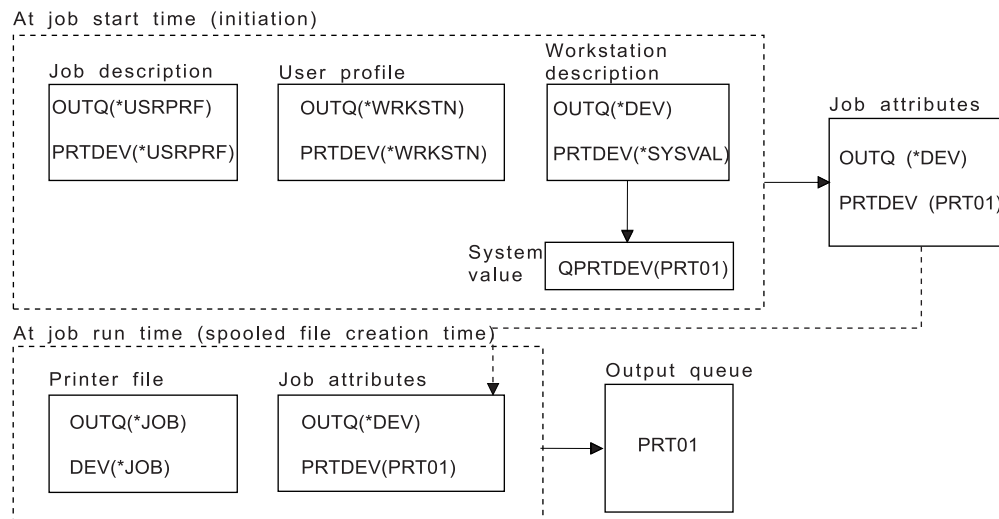 At job start time (initiation)
Job description
OUTQ(*USRPRF)
PRTDEV(*USRPRF)
User profile
OUTQ(*WRKSTN)
PRTDEV(*WRKSTN)
Workstation
description
OUTQ(*DEV)
PRTDEV(*SYSVAL)
System
value
QPRTDEV(PRT01)
Job attributes
OUTQ (*DEV)
PRTDEV (PRT01)
At job run time (spooled file creation time)
Printer file
OUTQ(*JOB)
DEV(*JOB)
Job attributes
OUTQ(*DEV)
PRTDEV(PRT01)
Output queue
PRT01